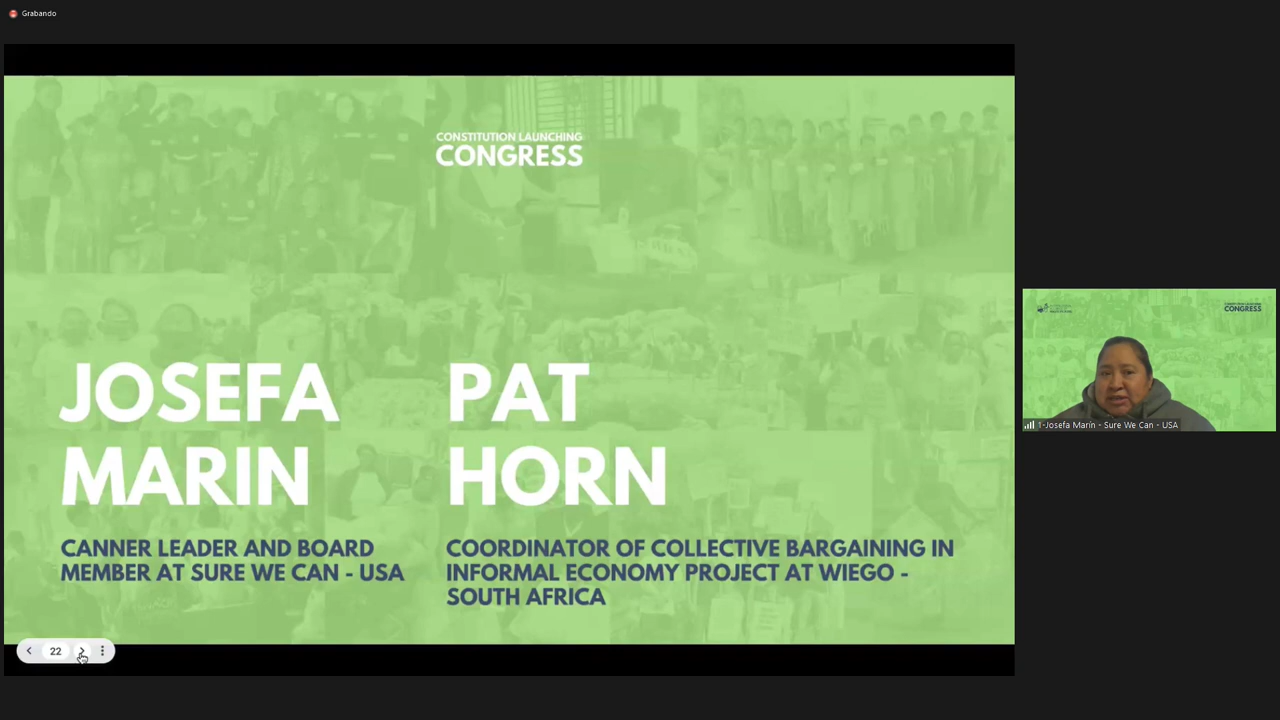 Grabando
CONSTITUTION LAUNCHING
CONGRESS
JOSEFA
MARIN
CANNER LEADER AND BOARD
MEMBER AT SURE WE CAN - USA
PAT
HORN
COORDINATOR OF COLLECTIVE BARGAINING IN
INFORMAL ECONOMY PROJECT AT WIEGO -
SOUTH AFRICA
22
CONGRESS
1-Josefa Marín - Sure We Can - USA